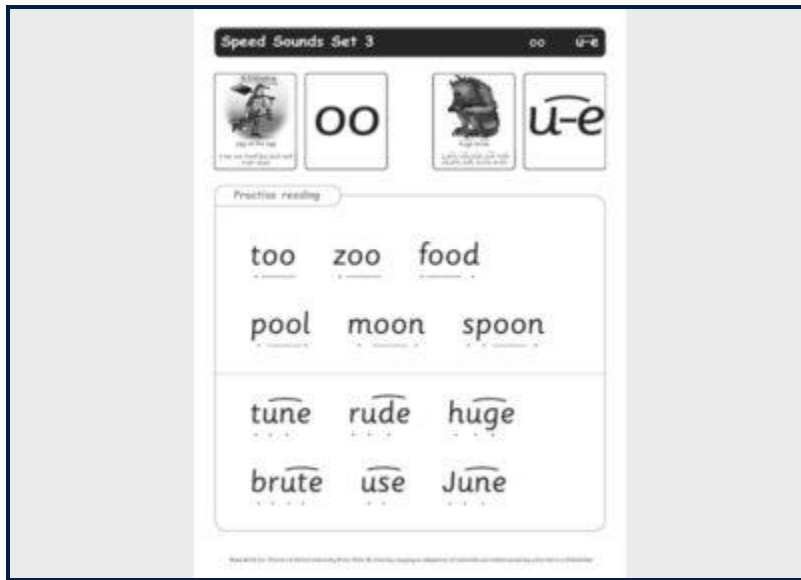 Speed Sounds Set 3 oo u-e
oo u-e
Practise reading
too zoo food
pool moon spoon
tune rude huge
brute use June